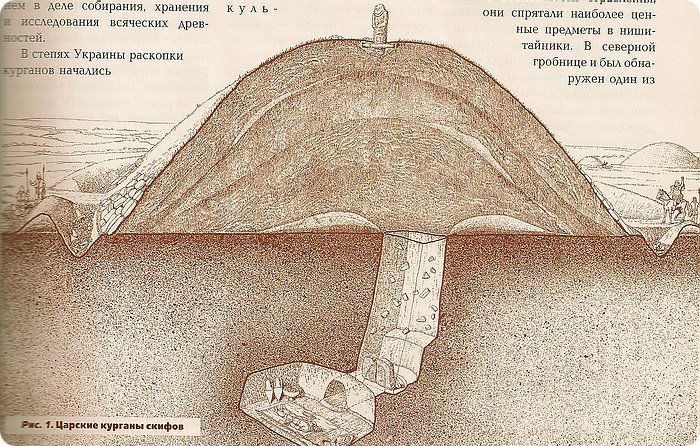 ем в деле собирания, хранения
и исследования всяческих древ-
ностей.
В степях Украины раскопки
курганов начались
куль-
они спрятали наиболее цен-
ные предметы в ниши-
тайники. В северной
гробнице и был обна-
ружен один из
Рис. 1. Царские курганы скифов